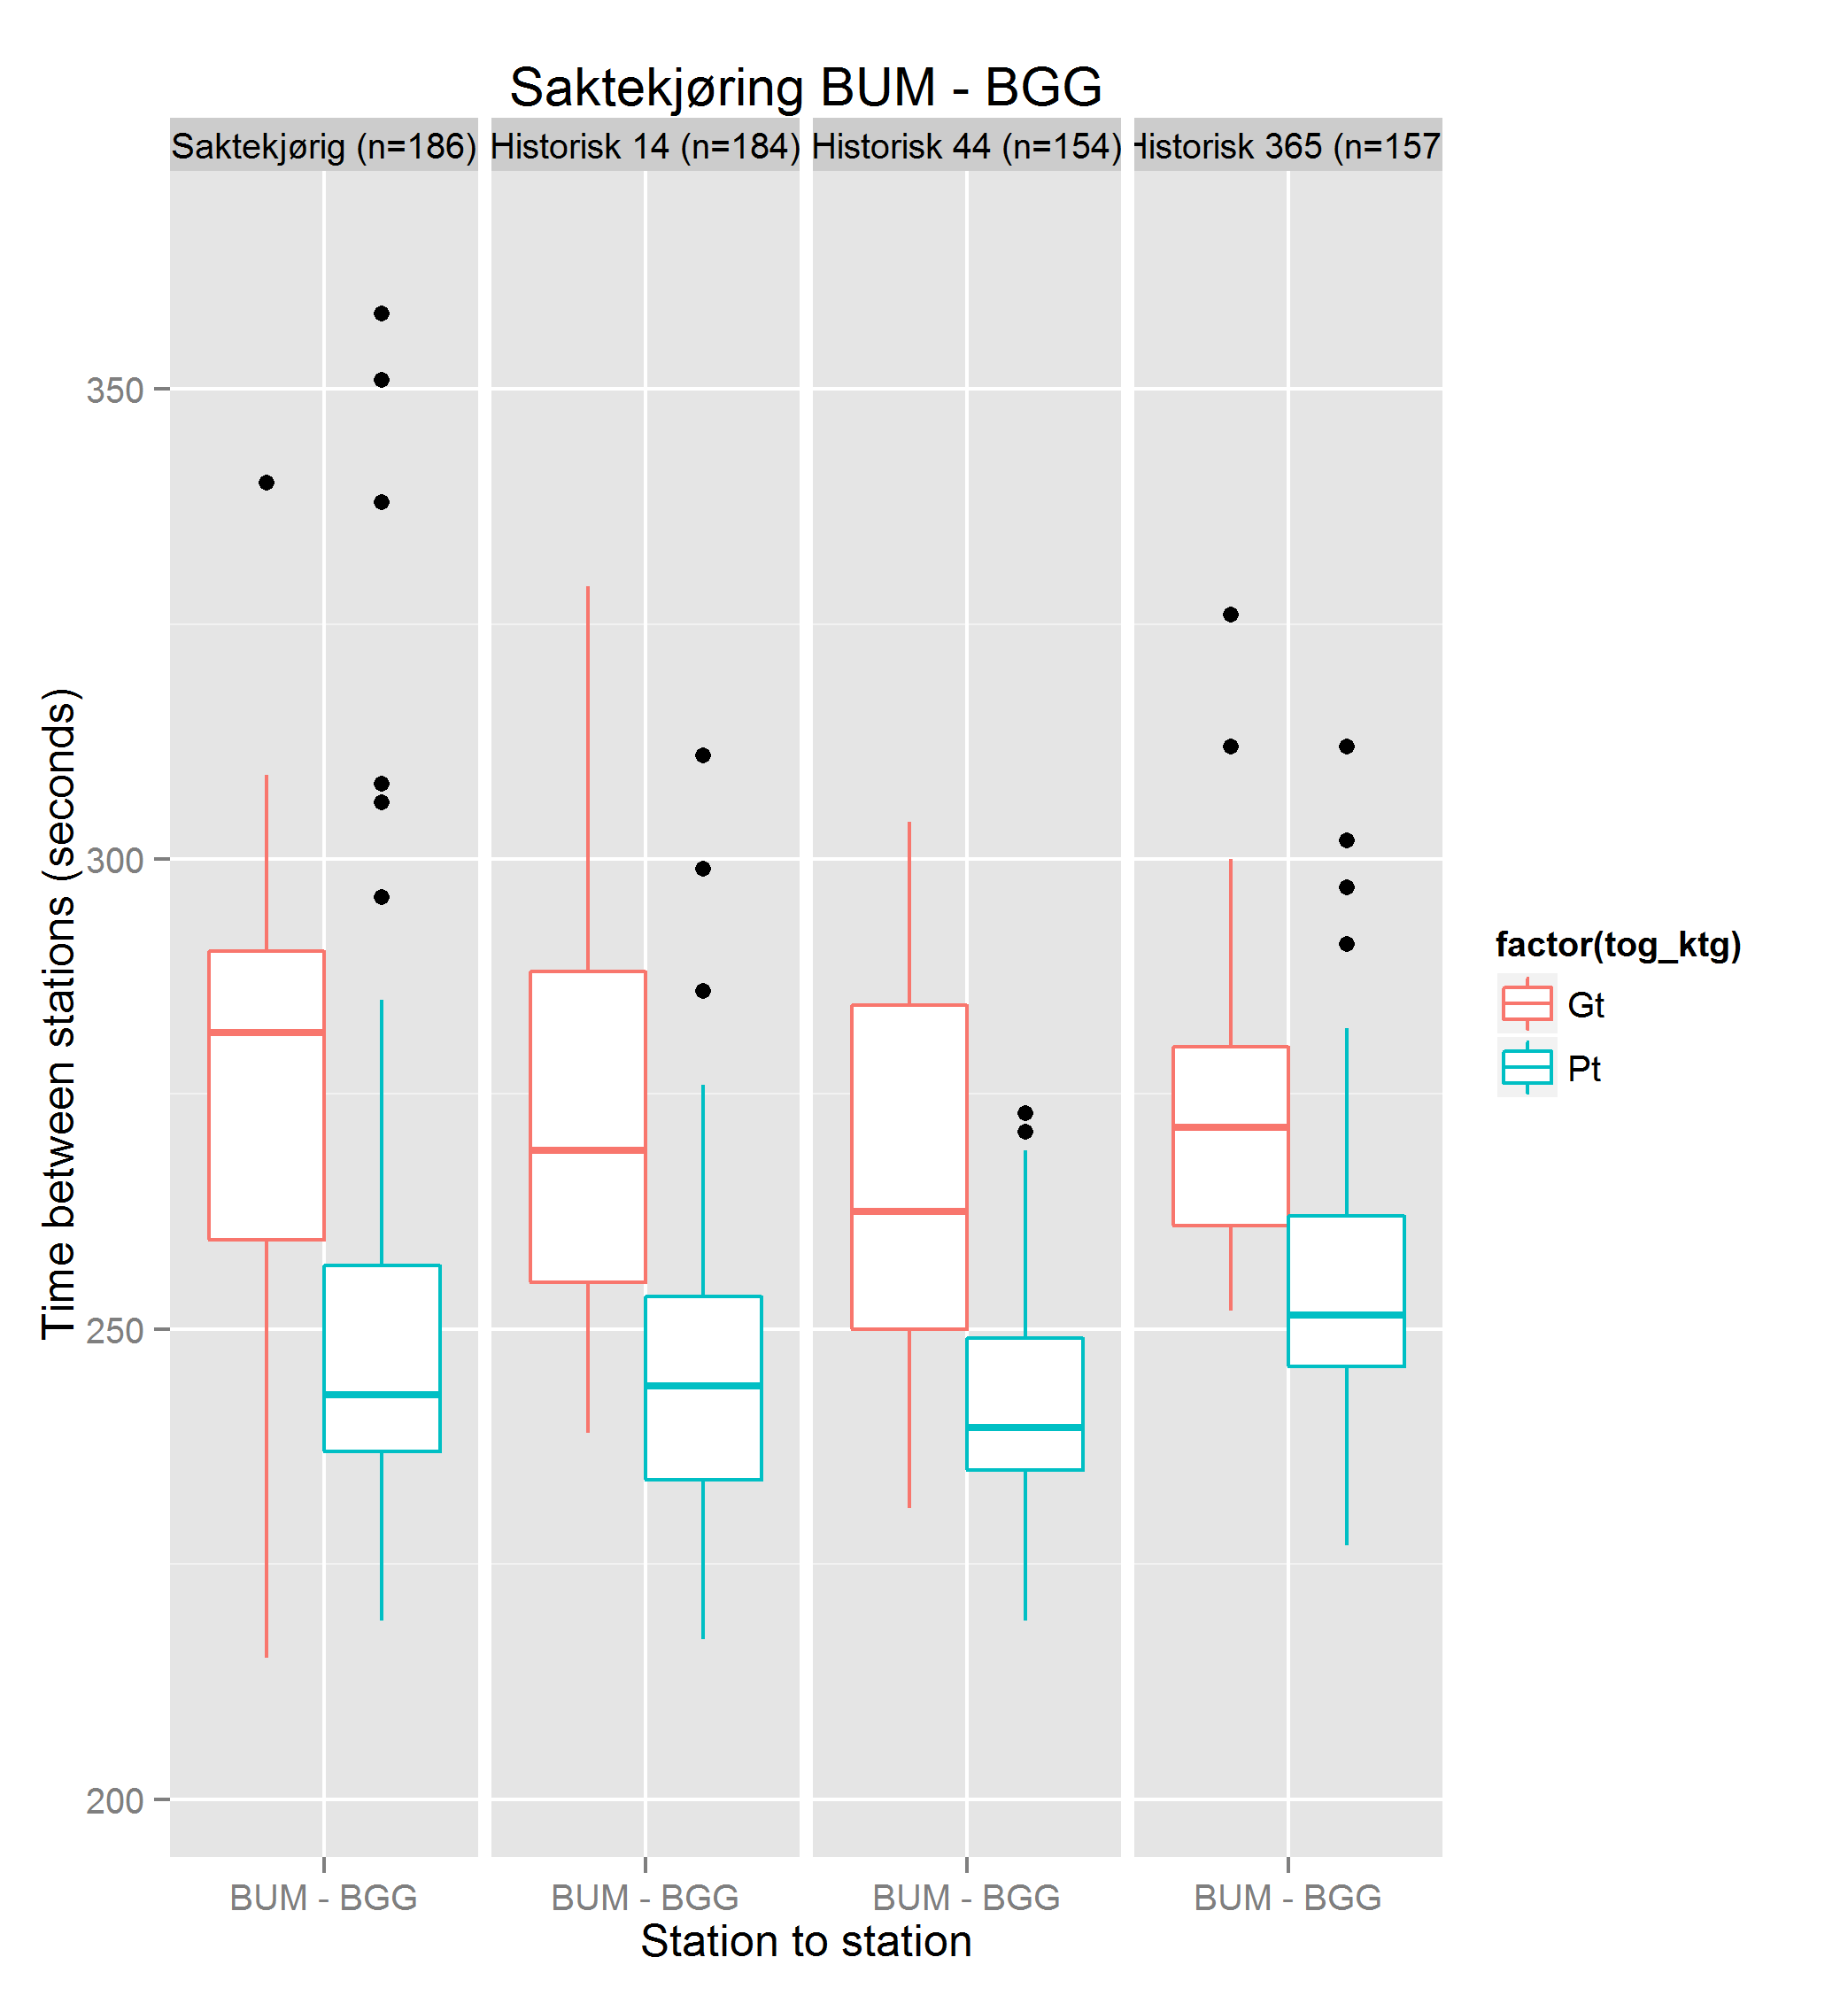 Saktekjøring BUM - BGG
Saktekjørig (n=186) Historisk 14 (n=184) Historisk 44 (n=154) Historisk 365 (n=157
Time between stations (seconds)
350
300
250
200
factor(tog_ktg)
Gt
Pt
BUM - BGG BUM - BGG BUM - BGG BUM - BGG
Station to station